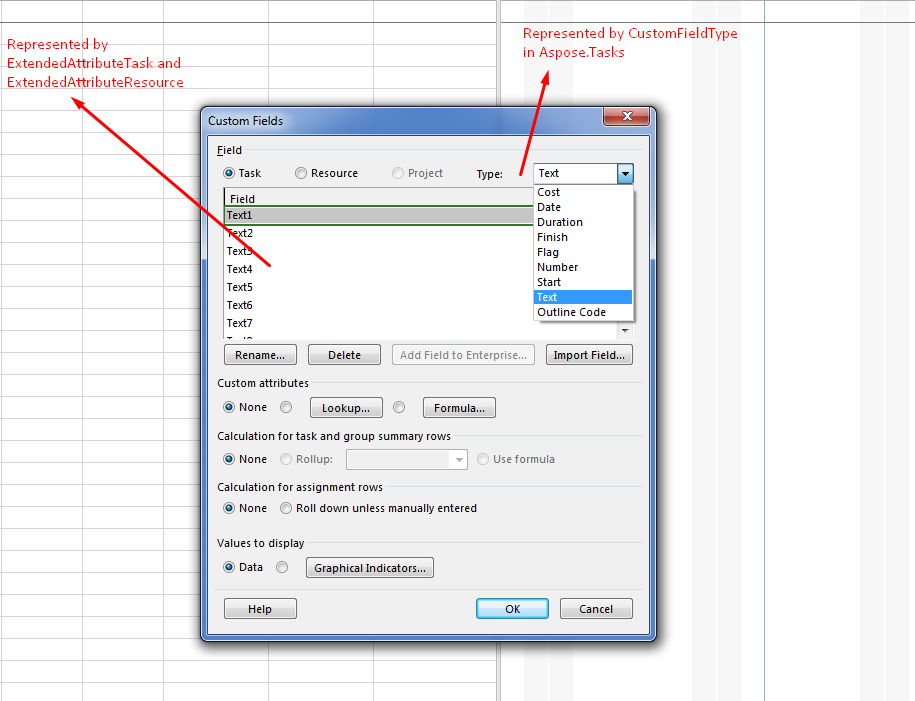 Represented by
ExtendedAttributeTask and
ExtendedAttributeResource
Represented by CustomFieldType
in Aspose.Tasks
Custom Fields
Field
Task Resource Project Type: Text
Cost
Date
Duration
Finish
Flag
Number
Start
Text
Outline Code
Field
Text1
Text2
Text3
Text4
Text5
Text6
Text7
Rename... Delete Add Field to Enterprise... Import Field...
Custom attributes
None Lookup... Formula...
Calculation for task and group summary rows
None Rollup: Use formula
Calculation for assignment rows
None Roll down unless manually entered
Values to display
Data Graphical Indicators...
Help OK Cancel